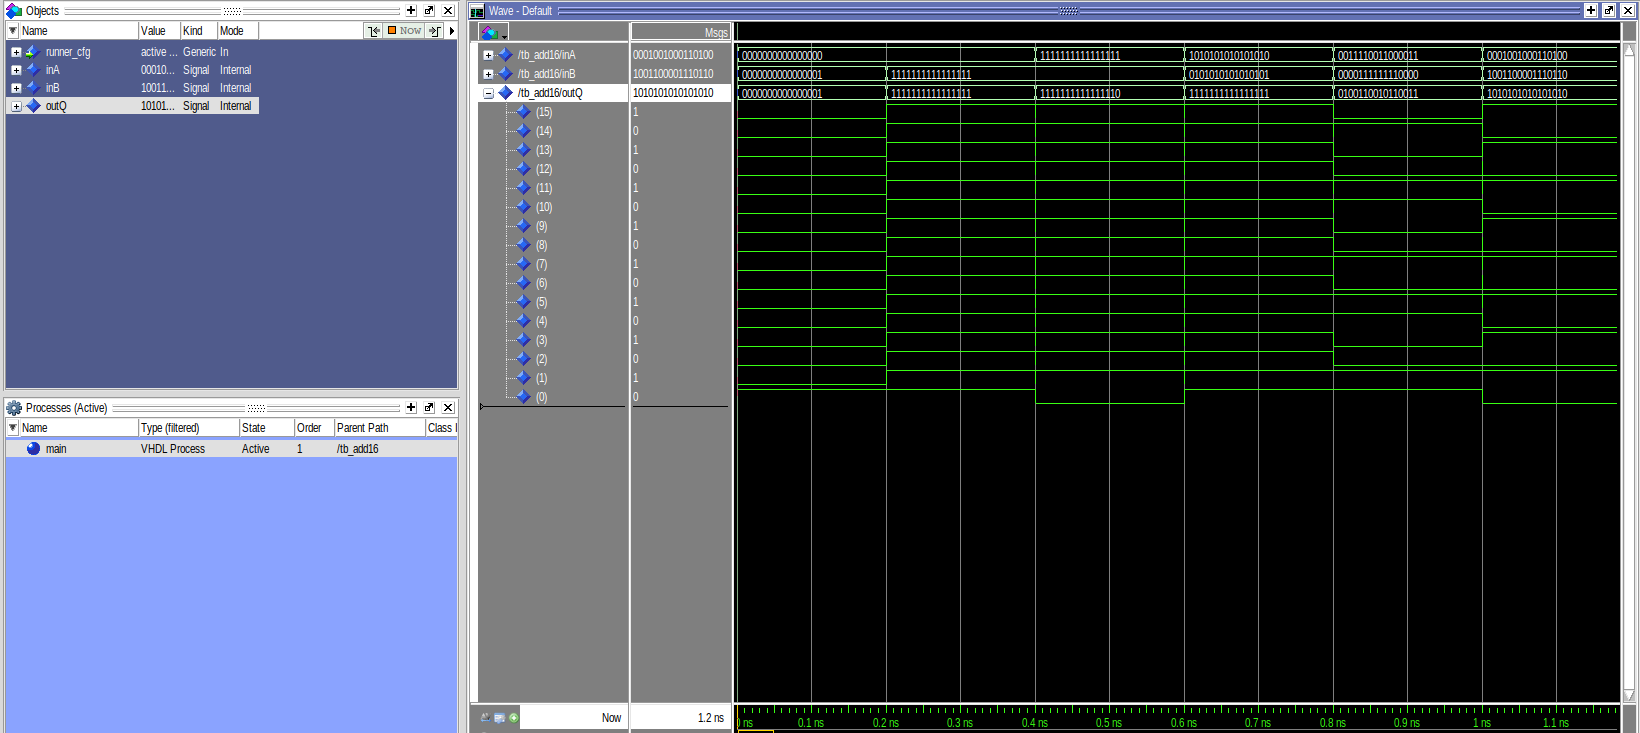 Objects
Name Value Kind Mode Now
runner_cfg active ... Generic In
inA 00010... Signal Internal
inB 10011... Signal Internal
outQ 10101... Signal Internal
Processes (Active)
Name Type (filtered) State Order Parent Path Class I
main VHDL Process Active 1 /tb_add16
Wave - Default
Msgs
/tb_add16/inA 0001001000110100 0000000000000000 1111111111111111 1010101010101010 0011110011000011 0001001000110100
/tb_add16/inB 1001100001110110 0000000000000001 1111111111111111 0101010101010101 0000111111110000 1001100001110110
/tb_add16/outQ 1010101010101010 0000000000000001 1111111111111111 1111111111111110 1111111111111111 0100110010110011 1010101010101010
(15) 1
(14) 0
(13) 1
(12) 0
(11) 1
(10) 0
(9) 1
(8) 0
(7) 1
(6) 0
(5) 1
(4) 0
(3) 1
(2) 0
(1) 1
(0) 0
Now 1.2 ns
ns 0.1 ns 0.2 ns 0.3 ns 0.4 ns 0.5 ns 0.6 ns 0.7 ns 0.8 ns 0.9 ns 1 ns 1.1 ns